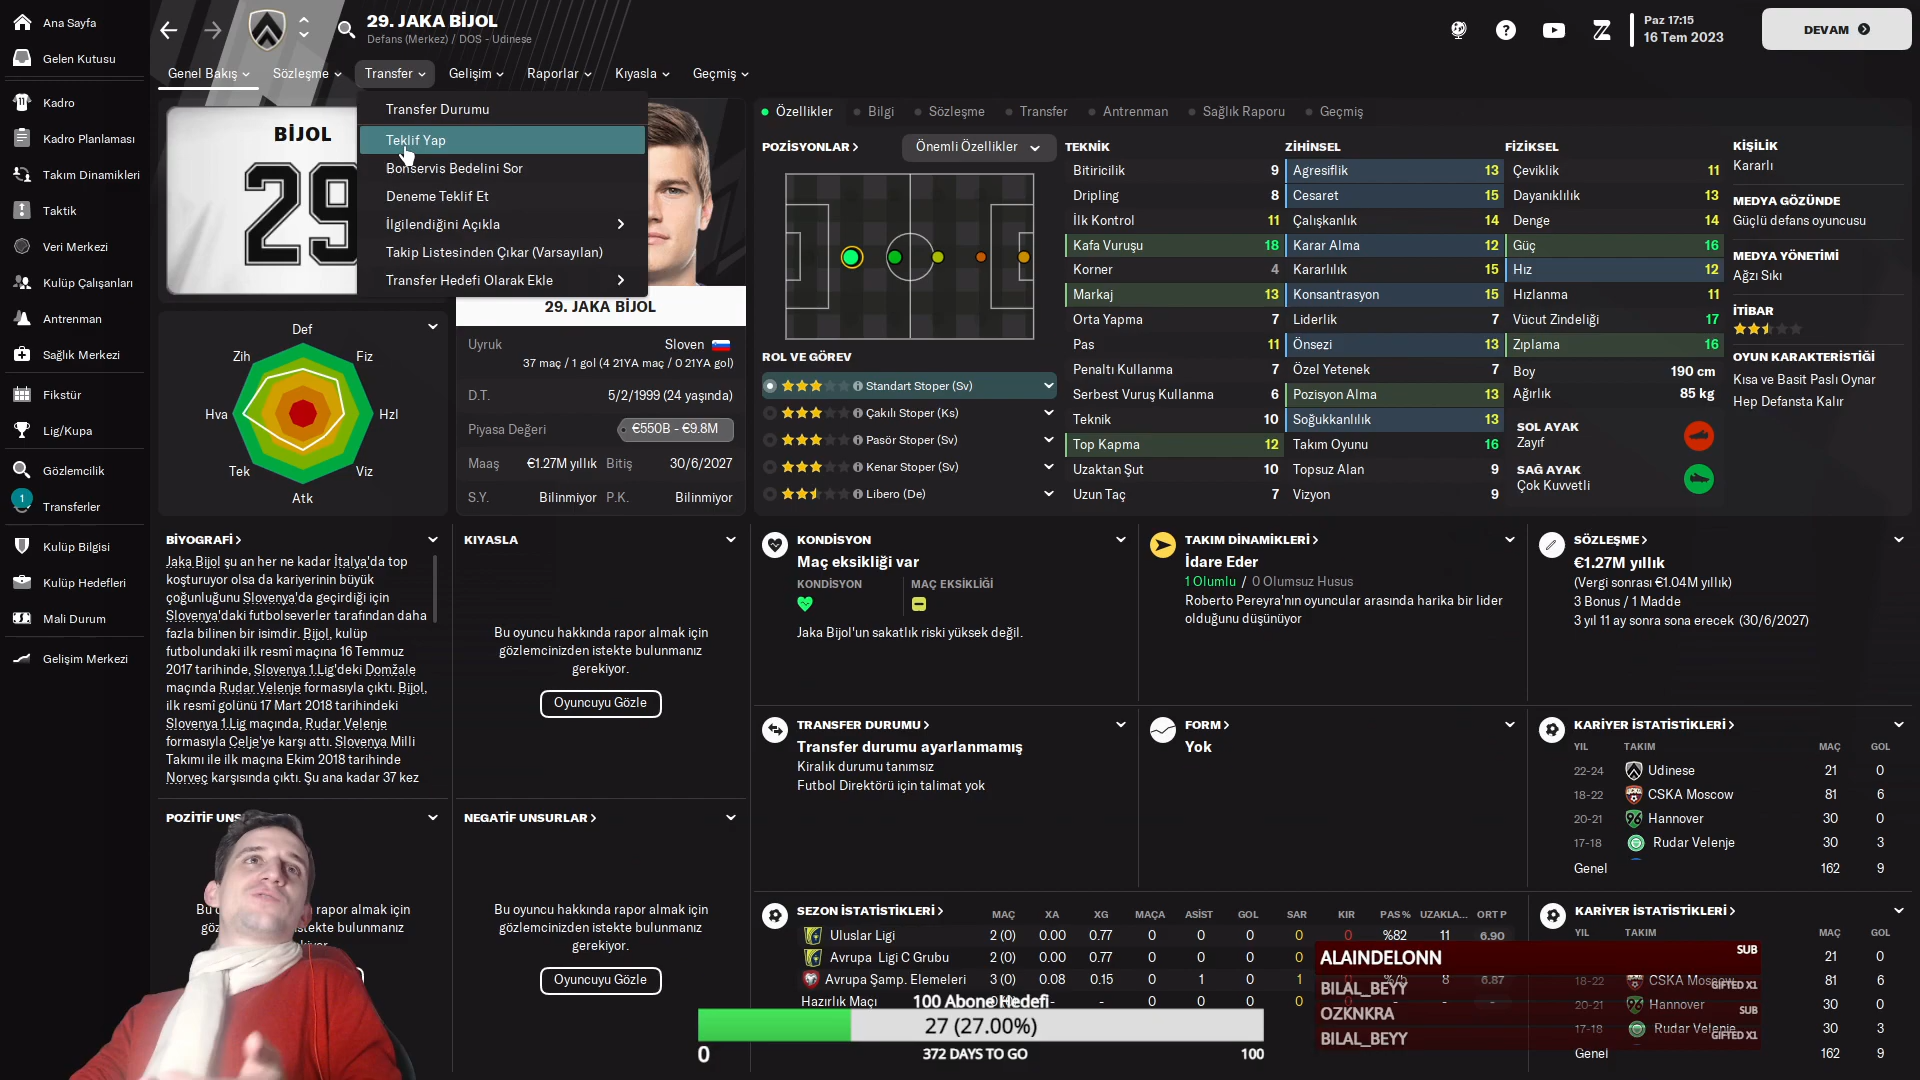 Ana Sayfa
Gelen Kutusu
Kadro
Kadro Planlaması
Takım Dinamikleri
Taktik
Veri Merkezi
Kulüp Çalışanları
Antrenman
Sağlık Merkezi
Fikstür
Lig/Kupa
Gözlemcilik
1
Transferler
Kulüp Bilgisi
Kulüp Hedefleri
Mali Durum
Gelişim Merkezi
29. JAKA BİJOL
Defans (Merkez) / DOS - Udinese
Paz 17:15
16 Tem 2023
DEVAM
Genel Bakış
Sözleşme
Transfer
Gelişim
Raporlar
Kıyasla
Geçmiş
Transfer Durumu
Teklif Yap
Bonservis Bedelini Sor
Deneme Teklif Et
İlgilendiğini Açıkla
Takip Listesinden Çıkar (Varsayılan)
Transfer Hedefi Olarak Ekle
BİJOL
29
Def
Fiz
Hzl
Viz
Atk
Tek
Hva
Zih
29. JAKA BİJOL
Uyruk Sloven
37 maç / 1 gol (4 21YA maç / 0 21YA gol)
D.T. 5/2/1999 (24 yaşında)
Piyasa Değeri €550B - €9.8M
Maaş €1.27M yıllık Bitiş 30/6/2027
S.Y. Bilinmiyor P.K. Bilinmiyor
Özellikler
Bilgi
Sözleşme
Transfer
Antrenman
Sağlık Raporu
Geçmiş
POZİSYONLAR
Önemli Özellikler
ROL VE GÖREV
Standart Stoper (Sv)
Çakılı Stoper (Ks)
Pasör Stoper (Sv)
Kenar Stoper (Sv)
Libero (De)
TEKNİK
Bitiricilik 9
Dripling 8
İlk Kontrol 11
Kafa Vuruşu 18
Korner 4
Markaj 13
Orta Yapma 7
Pas 11
Penaltı Kullanma 7
Serbest Vuruş Kullanma 6
Teknik 10
Top Kapma 12
Uzaktan Şut 10
Uzun Taç 7
ZİHİNSEL
Agresiflik 13
Cesaret 15
Çalışkanlık 14
Karar Alma 12
Kararlılık 15
Konsantrasyon 15
Liderlik 7
Önsezi 13
Özel Yetenek 7
Pozisyon Alma 13
Soğukkanlılık 13
Takım Oyunu 16
Topsuz Alan 9
Vizyon 9
FİZİKSEL
Çeviklik 11
Dayanıklılık 13
Denge 14
Güç 16
Hız 12
Hızlanma 11
Vücut Zindeliği 17
Zıplama 16
Boy 190 cm
Ağırlık 85 kg
SOL AYAK
Zayıf
SAĞ AYAK
Çok Kuvvetli
KİŞİLİK
Kararlı
MEDYA GÖZÜNDE
Güçlü defans oyuncusu
MEDYA YÖNETİMİ
Ağzı Sıkı
İTİBAR
OYUN KARAKTERİSTİĞİ
Kısa ve Basit Paslı Oynar
Hep Defansta Kalır
BİYOGRAFİ
Jaka Bijol şu an her ne kadar İtalya'da top
koşturuyor olsa da kariyerinin büyük
çoğunluğunu Slovenya'da geçirdiği için
Slovenya'daki futbolseverler tarafından daha
fazla bilinen bir isimdir. Bijol, kulüp
futbolundaki ilk resmî maçına 16 Temmuz
2017 tarihinde, Slovenya 1.Lig'deki Domžale
maçında Rudar Velenje formasıyla çıktı. Bijol,
ilk resmî golünü 17 Mart 2018 tarihindeki
Slovenya 1.Lig maçında, Rudar Velenje
formasıyla Celje'ye karşı attı. Slovenya Milli
Takımı ile ilk maçına Ekim 2018 tarihinde
Norveç karşısında çıktı. Şu ana kadar 37 kez
KIYASLA
Bu oyuncu hakkında rapor almak için
gözlemcinizden istekte bulunmanız
gerekiyor.
Oyuncuyu Gözle
KONDİSYON
Maç eksikliği var
KONDİSYON
MAÇ EKSİKLİĞİ
Jaka Bijol'un sakatlık riski yüksek değil.
TAKIM DİNAMİKLERİ
İdare Eder
1 Olumlu / 0 Olumsuz Husus
Roberto Pereyra'nın oyuncular arasında harika bir lider
olduğunu düşünüyor
SÖZLEŞME
€1.27M yıllık
(Vergi sonrası €1.04M yıllık)
3 Bonus / 1 Madde
3 yıl 11 ay sonra sona erecek (30/6/2027)
TRANSFER DURUMU
Transfer durumu ayarlanmamış
Kiralık durumu tanımsız
Futbol Direktörü için talimat yok
FORM
Yok
KARİYER İSTATİSTİKLERİ
YIL TAKIM MAÇ GOL
22-24 Udinese 21 0
18-22 CSKA Moscow 81 6
20-21 Hannover 30 0
17-18 Rudar Velenje 30 3
Genel 162 9
POZİTİF UNS
rapor almak için
istekte bulunmanız
NEGATİF UNSURLAR
Bu oyuncu hakkında rapor almak için
gözlemcinizden istekte bulunmanız
gerekiyor.
Oyuncuyu Gözle
SEZON İSTATİSTİKLERİ MAÇ XA XG MAÇA ASİST GOL SAR KIR PAS % UZAKLA... ORT P
Uluslar Ligi 2 (0) 0.00 0.77 0 0 0 0 0 %82 11 6.90
Avrupa Ligi C Grubu 2 (0) 0.00 0.77 0 0 0 0
Avrupa Şamp. Elemeleri 3 (0) 0.08 0.15 0 1 0 1 8 6.87
Hazırlık Maçı - - 0 0 0 0
KARİYER İSTATİSTİKLERİ
YIL TAKIM MAÇ GOL
21 0
18-22 CSKA Moscow 81 6
20-21 Hannover 30 0
17-18 Rudar Velenje 30 3
Genel 162 9
ALAINDELONN SUB
BILAL_BEYY GIFTED X1
OZKNKRA SUB
BILAL_BEYY GIFTED X1
100 Abone Hedefi
27 (27.00%)
0 372 DAYS TO GO 100